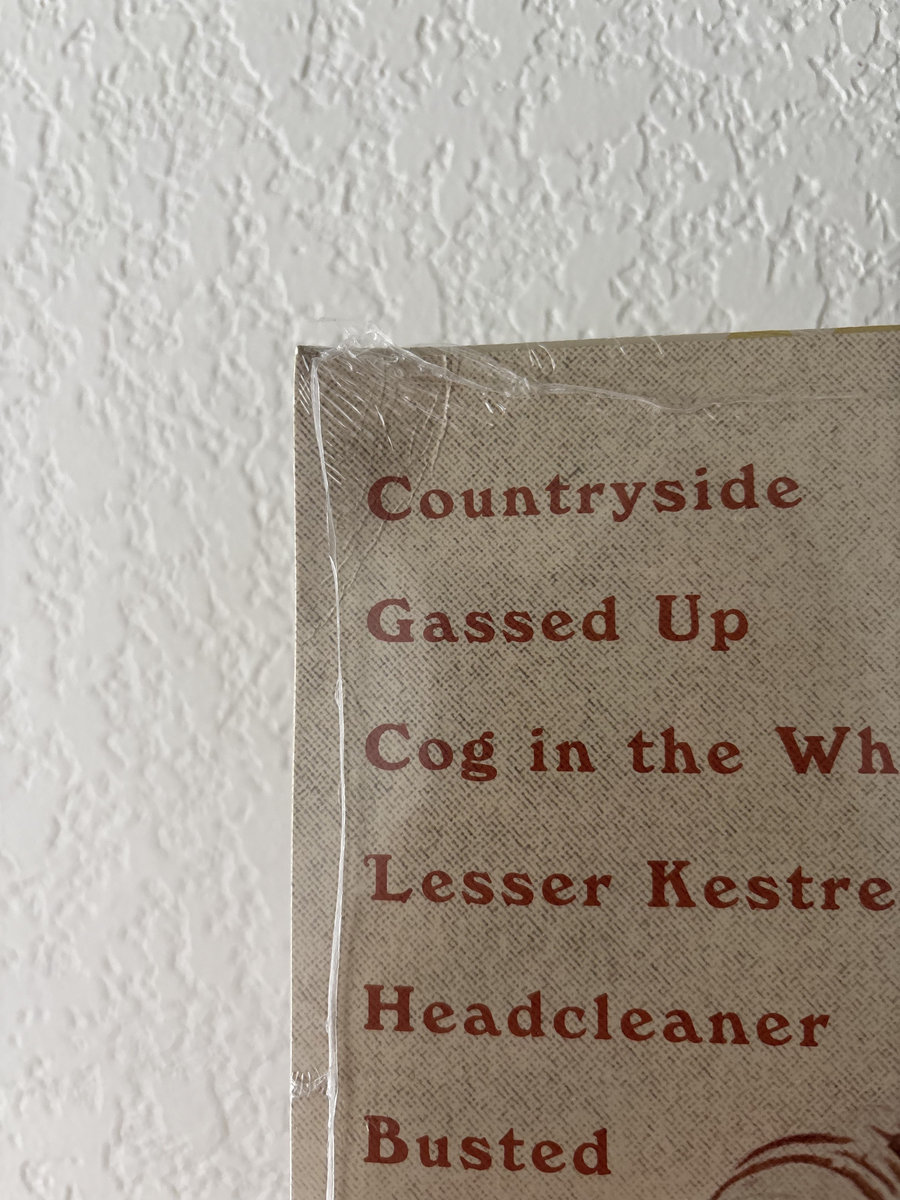 Countryside
Gassed Up
Cog in the Wh
Lesser Kestre
Headcleaner
Busted